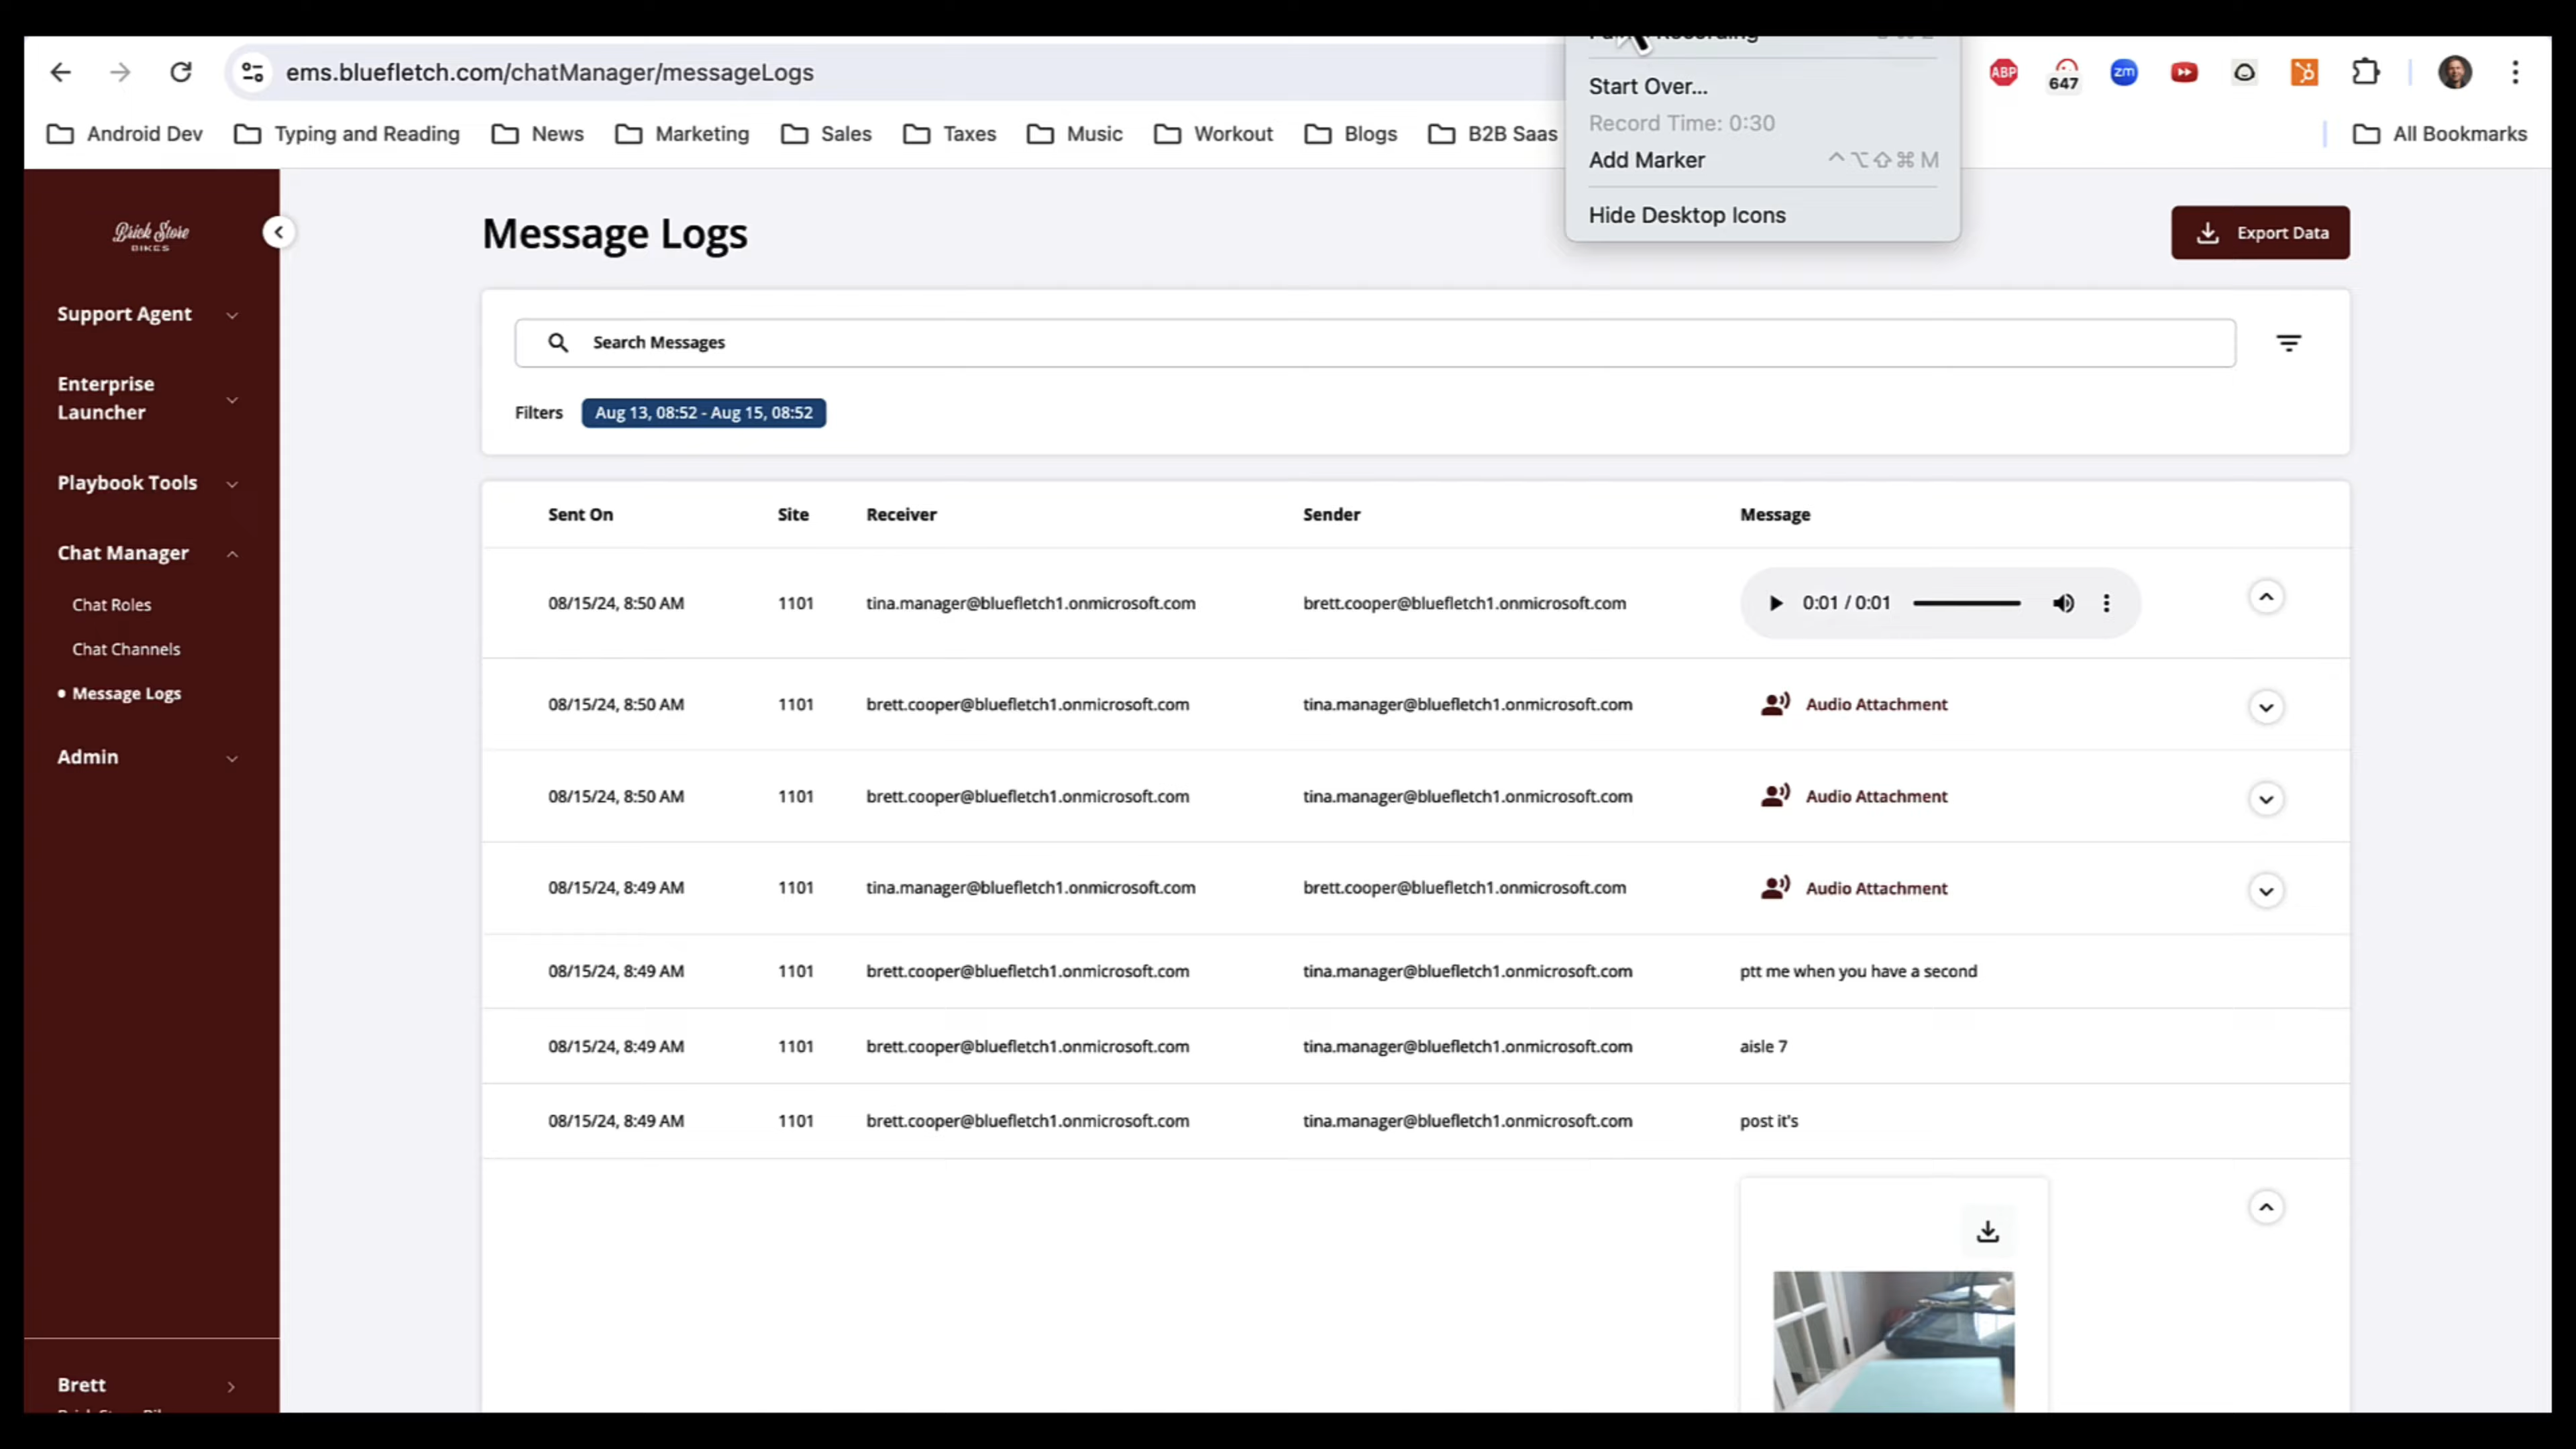 ems.bluefletch.com/chatManager/messageLogs
Recording
Start Over...
Record Time: 0:30
Add Marker ⌃⌥⇧⌘ M
Hide Desktop Icons
ABP
647
zm
Android Dev
Typing and Reading
News
Marketing
Sales
Taxes
Music
Workout
Blogs
B2B Saas
All Bookmarks
Brick Store
BIKES
Support Agent
Enterprise
Launcher
Playbook Tools
Chat Manager
Chat Roles
Chat Channels
Message Logs
Admin
Brett
Message Logs
Export Data
Search Messages
Filters Aug 13, 08:52 - Aug 15, 08:52
Sent On Site Receiver Sender Message
08/15/24, 8:50 AM 1101 tina.manager@bluefletch1.onmicrosoft.com brett.cooper@bluefletch1.onmicrosoft.com 0:01 / 0:01
08/15/24, 8:50 AM 1101 brett.cooper@bluefletch1.onmicrosoft.com tina.manager@bluefletch1.onmicrosoft.com Audio Attachment
08/15/24, 8:50 AM 1101 brett.cooper@bluefletch1.onmicrosoft.com tina.manager@bluefletch1.onmicrosoft.com Audio Attachment
08/15/24, 8:49 AM 1101 tina.manager@bluefletch1.onmicrosoft.com brett.cooper@bluefletch1.onmicrosoft.com Audio Attachment
08/15/24, 8:49 AM 1101 brett.cooper@bluefletch1.onmicrosoft.com tina.manager@bluefletch1.onmicrosoft.com ptt me when you have a second
08/15/24, 8:49 AM 1101 brett.cooper@bluefletch1.onmicrosoft.com tina.manager@bluefletch1.onmicrosoft.com aisle 7
08/15/24, 8:49 AM 1101 brett.cooper@bluefletch1.onmicrosoft.com tina.manager@bluefletch1.onmicrosoft.com post it's